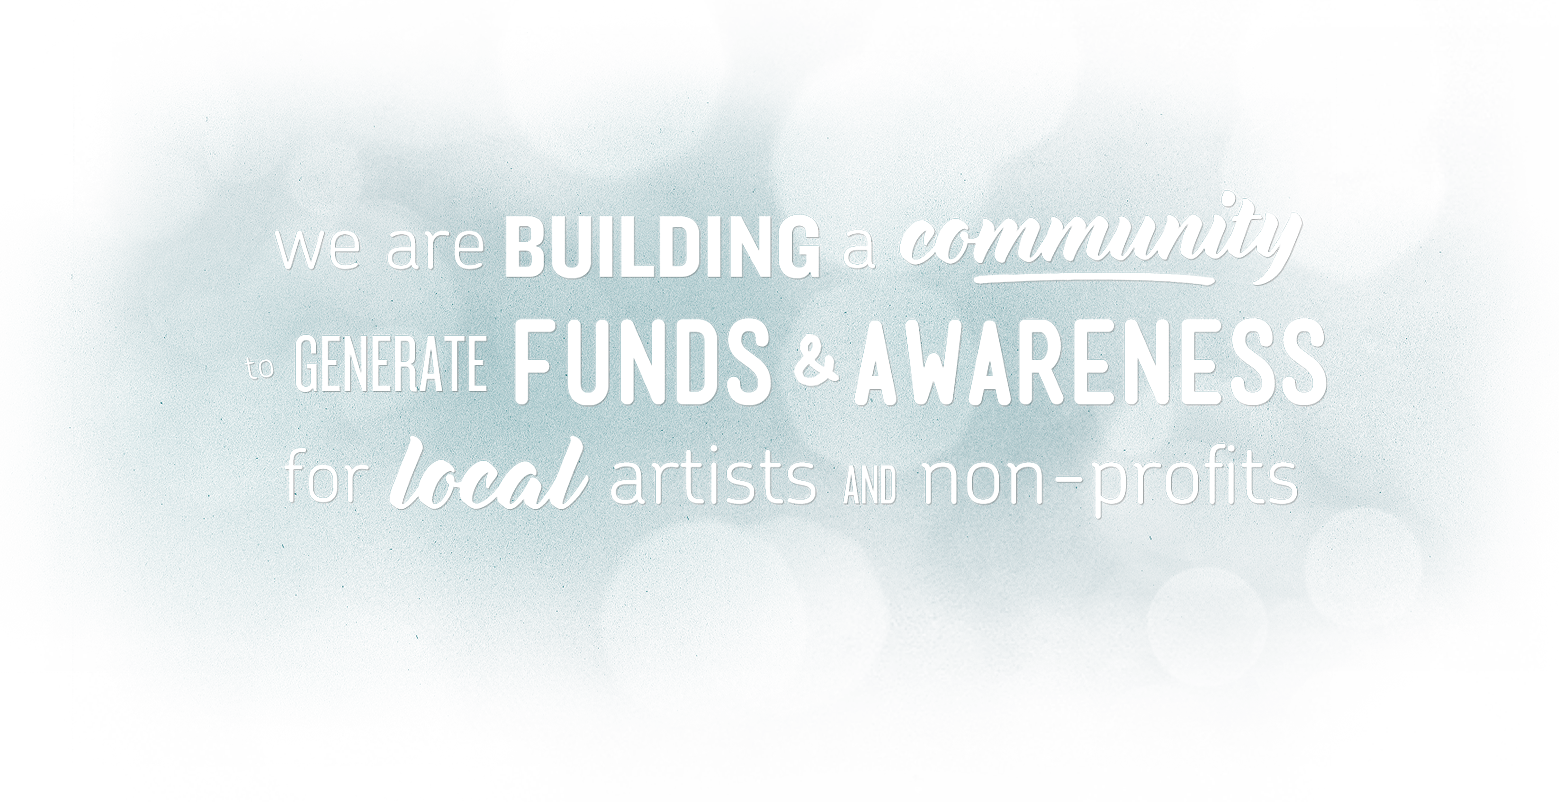 we are BUILDING a community
to GENERATE FUNDS & AWARENESS
for local artists AND non-profits